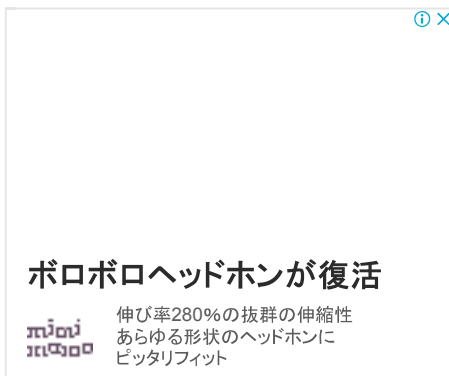 ボロボロヘッドホンが復活
伸び率280%の抜群の伸縮性
あらゆる形状のヘッドホンに
ピッタリフィット